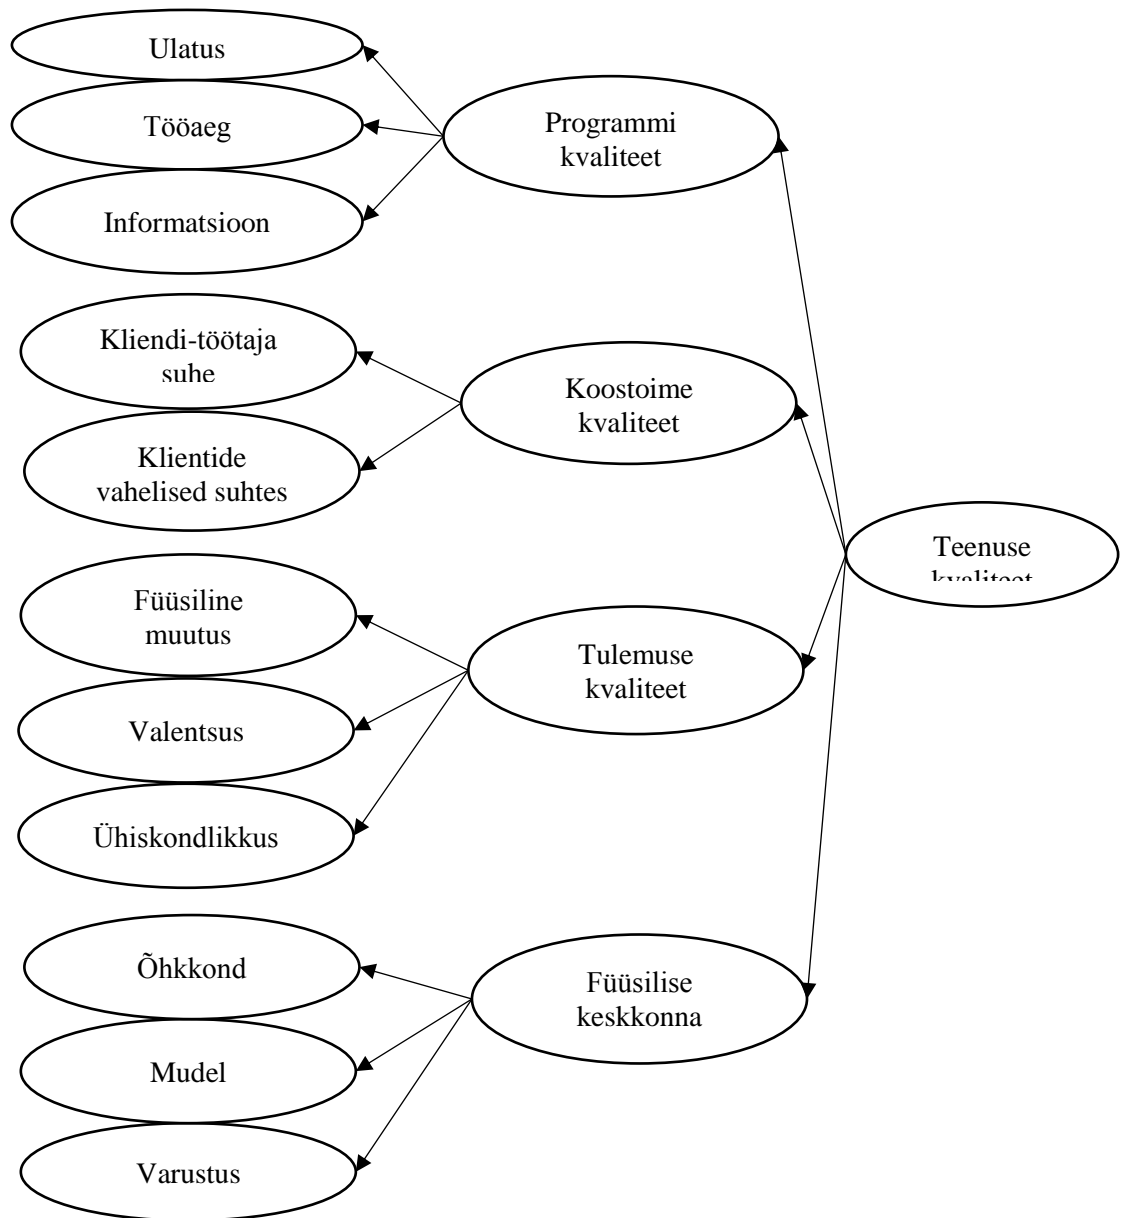 Ulatus
Tööaeg
Informatsioon
Programmi
kvaliteet
Kliendi-töötaja
suhe
Klientide
vahelised suhtes
Koostoime
kvaliteet
Teenuse
kvaliteet
Füüsiline
muutus
Valentsus
Ühiskondlikkus
Tulemuse
kvaliteet
Õhkkond
Mudel
Varustus
Füüsilise
keskkonna